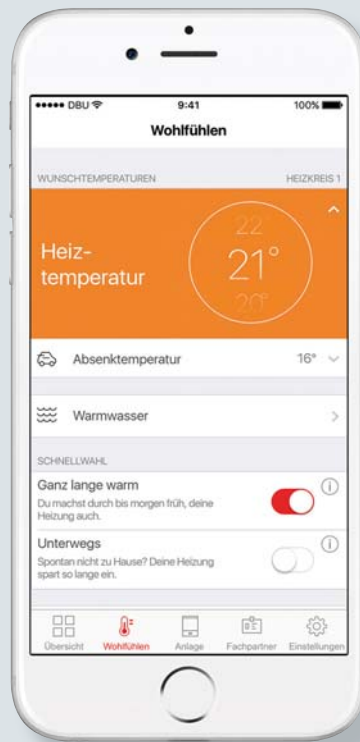 DBU 9:41 100%
Wohlfühlen
WUNSCHTEMPERATUREN HEIZKREIS 1
22
Heiz-
temperatur
21°
20°
Absenktemperatur 16°
Warmwasser
SCHNELLWAHL
Ganz lange warm
Du machst durch bis morgen früh, deine
Heizung auch.
Unterwegs
Spontan nicht zu Hause? Deine Heizung
spart so lange ein.
Übersicht Wohlfühlen Anlage Fachpartner Einstellungen